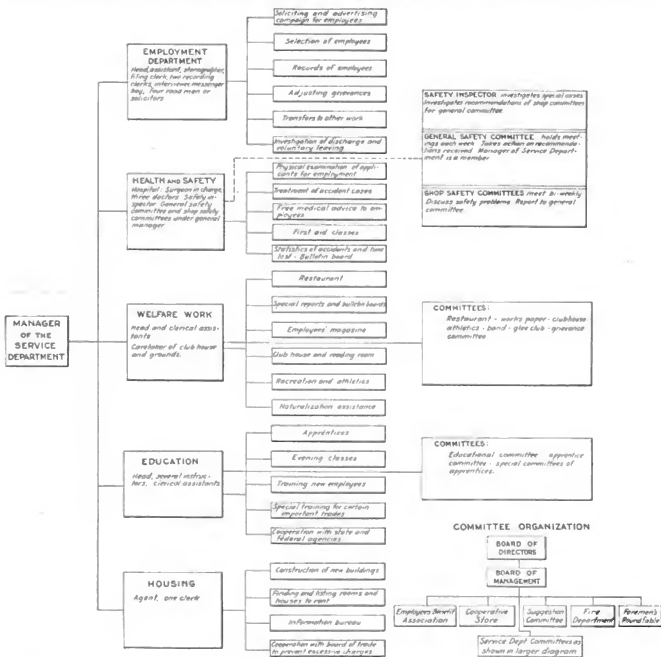 MANAGER
OF THE
SERVICE
DEPARTMENT
EMPLOYMENT
DEPARTMENT
Head, assistant, stenographer,
filing clerk, two recording
clerks, interviewer, messenger
boy, four road men or
solicitors
Soliciting and advertising
campaign for employees
Selection of employees
Records of employees
Adjusting grievances
Transfers to other work
Investigation of discharge and
voluntary leaving
HEALTH AND SAFETY
Hospital: Surgeon in charge,
three doctors. Safety in-
spector. General safety
committee and shop safety
committees under general
manager
Physical examination of appli-
cants for employment
Treatment of accident cases
Free medical advice to em-
ployees
First aid classes
Statistics of accidents and time
lost - Bulletin board
SAFETY INSPECTOR investigates special cases
Investigates recommendations of shop committees
for general committee
GENERAL SAFETY COMMITTEE holds meet-
ings each week Takes action on recommenda-
tions received Manager of Service Depart-
ment is a member
SHOP SAFETY COMMITTEES meet bi-weekly
Discuss safety problems Report to general
committee
WELFARE WORK
Head and clerical assis-
tants
Caretaker of club house
and grounds.
Restaurant
Special reports and bulletin boards
Employees' magazine
Club house and reading room
Recreation and athletics
Naturalization assistance
COMMITTEES:
Restaurant - works paper - clubhouse
athletics - band - glee club - grievance
committee
EDUCATION
Head, several instruc-
tors. Clinical assistants
Apprentices
Evening classes
Training new employees
Special training for certain
important trades
Cooperation with state and
federal agencies
COMMITTEES:
Educational committee apprentice
committee - special committees of
apprentices.
HOUSING
Agent, one clerk
Construction of new buildings
Finding and listing rooms and
houses to rent
Information bureau
Cooperation with board of trade
to prevent excessive charges
COMMITTEE ORGANIZATION
BOARD OF
DIRECTORS
BOARD OF
MANAGEMENT
Employees Benefit
Association
Cooperative
Store
Suggestion
Committee
Fire
Department
Foremen's
Round Table
Service Dept Committees as
shown in larger diagram